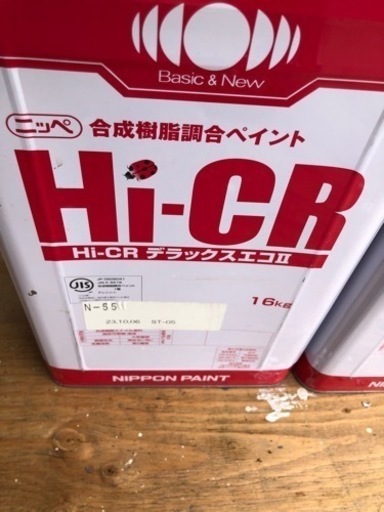 Basic & New
ニッペ 合成樹脂調合ペイント
Hi-CR
Hi-CR デラックスエコII
JIS
16kg
N-55
23.10.06 ST-05
NIPPON PAINT